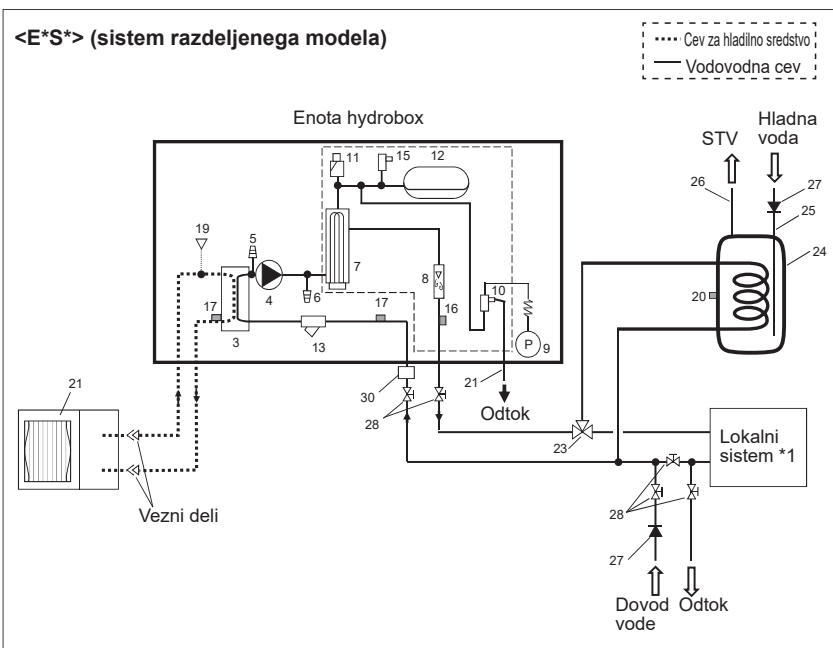 <E*S*> (sistem razdeljenega modela)
Cev za hladilno sredstvo
Vodovodna cev
Enota hydrobox
STV
Hladna
voda
11
15
12
26
27
25
19
5
24
7
8
10
4
6
17
16
20
17
3
13
P
9
21
30
21
28
Odtok
23
Lokalni
sistem *1
Vezni deli
28
27
Dovod
vode
Odtok